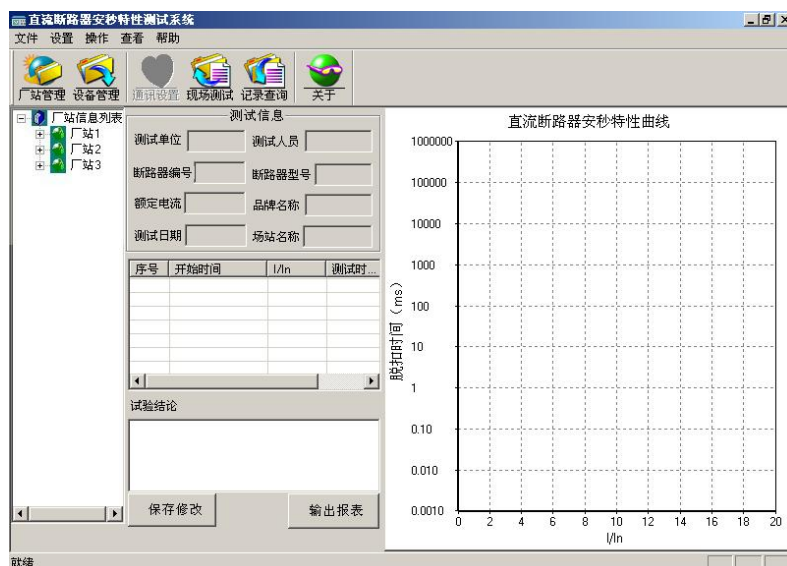 直流断路器安秒特性测试系统
文件 设置 操作 查看 帮助
厂站管理 设备管理 通讯设置 现场测试 记录查询 关于
厂站信息列表
厂站1
厂站2
厂站3
测试信息
测试单位 测试人员
断路器编号 断路器型号
额定电流 品牌名称
测试日期 场站名称
序号 开始时间 I/In 测试时...
试验结论
保存修改 输出报表
直流断路器安秒特性曲线
脱扣时间（ms）
1000000
100000
10000
1000
100
10
1
0.10
0.010
0.0010
0 2 4 6 8 10 12 14 16 18 20
I/In
就绪